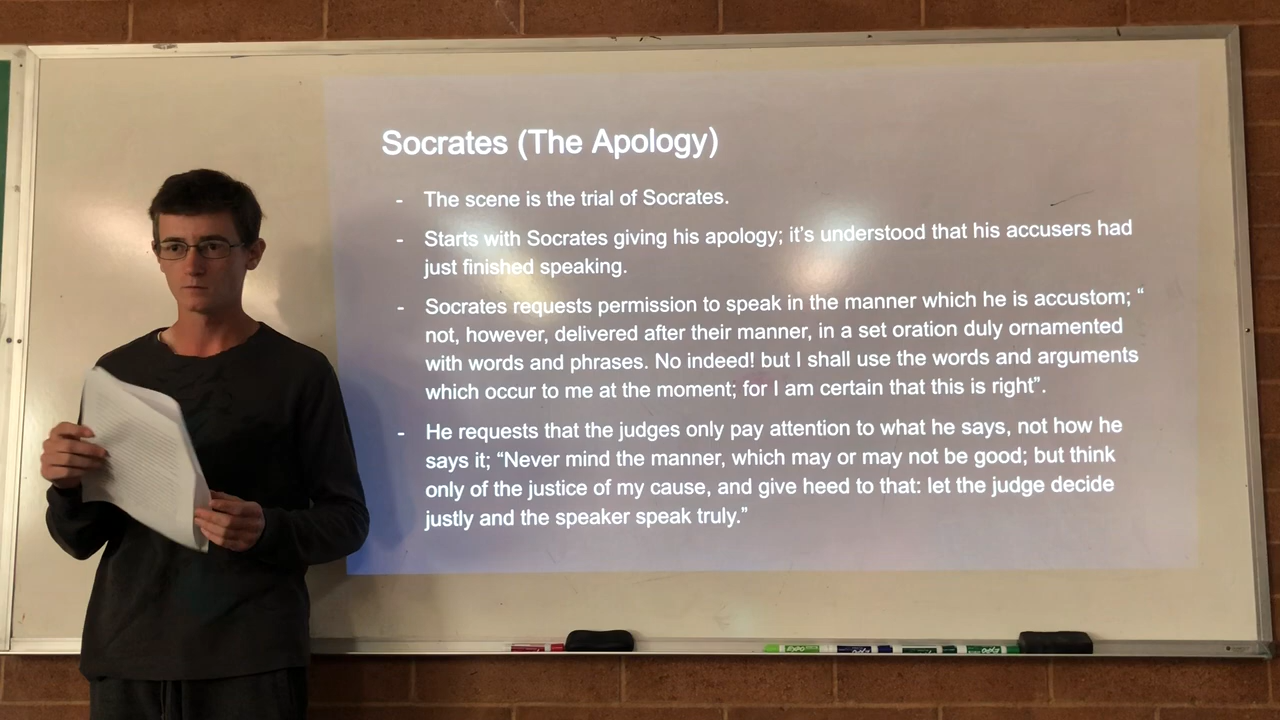 Socrates (The Apology)
- The scene is the trial of Socrates.
- Starts with Socrates giving his apology; it's understood that his accusers had
just finished speaking.
- Socrates requests permission to speak in the manner which he is accustom; “
not, however, delivered after their manner, in a set oration duly ornamented
with words and phrases. No indeed! but I shall use the words and arguments
which occur to me at the moment; for I am certain that this is right”.
- He requests that the judges only pay attention to what he says, not how he
says it; “Never mind the manner, which may or may not be good; but think
only of the justice of my cause, and give heed to that: let the judge decide
justly and the speaker speak truly.”
EXPO